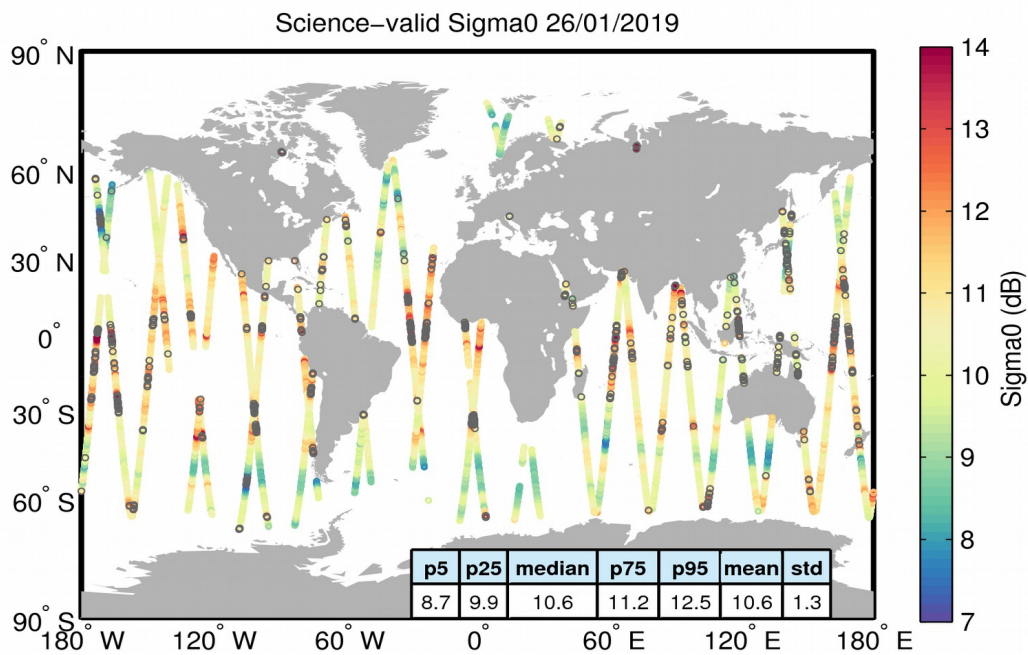 Science−valid Sigma0 26/01/2019
90° N
60° N
30° N
0°
30° S
60° S
90° S
180° W
120° W
60° W
0°
60° E
120° E
180° E
14
13
12
11
10
9
8
7
Sigma0 (dB)
p5 p25 median p75 p95 mean std
8.7 9.9 10.6 11.2 12.5 10.6 1.3